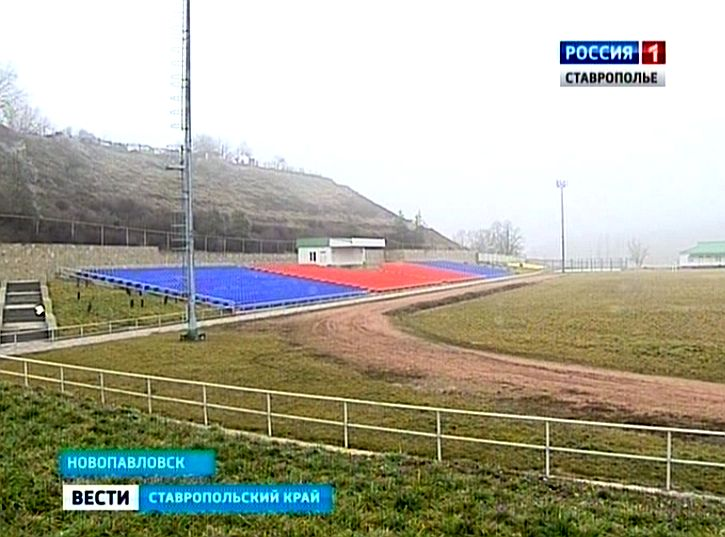 РОССИЯ 1
СТАВРОПОЛЬЕ
НОВОПАВЛОВСК
ВЕСТИ СТАВРОПОЛЬСКИЙ КРАЙ